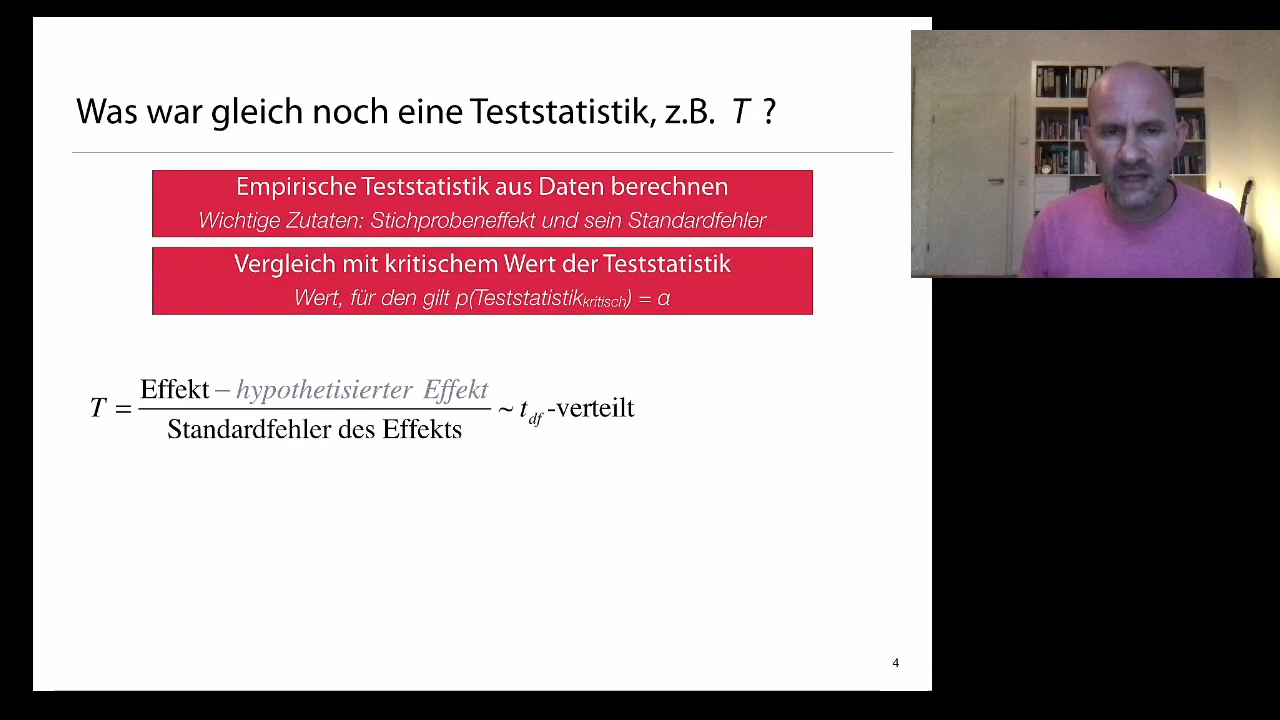 Was war gleich noch eine Teststatistik, z.B. T ?
Empirische Teststatistik aus Daten berechnen
Wichtige Zutaten: Stichprobeneffekt und sein Standardfehler
Vergleich mit kritischem Wert der Teststatistik
Wert, für den gilt p(Teststatistikkritisch) = α
T = Effekt – hypothetisierter Effekt / Standardfehler des Effekts ~ tdf -verteilt
4